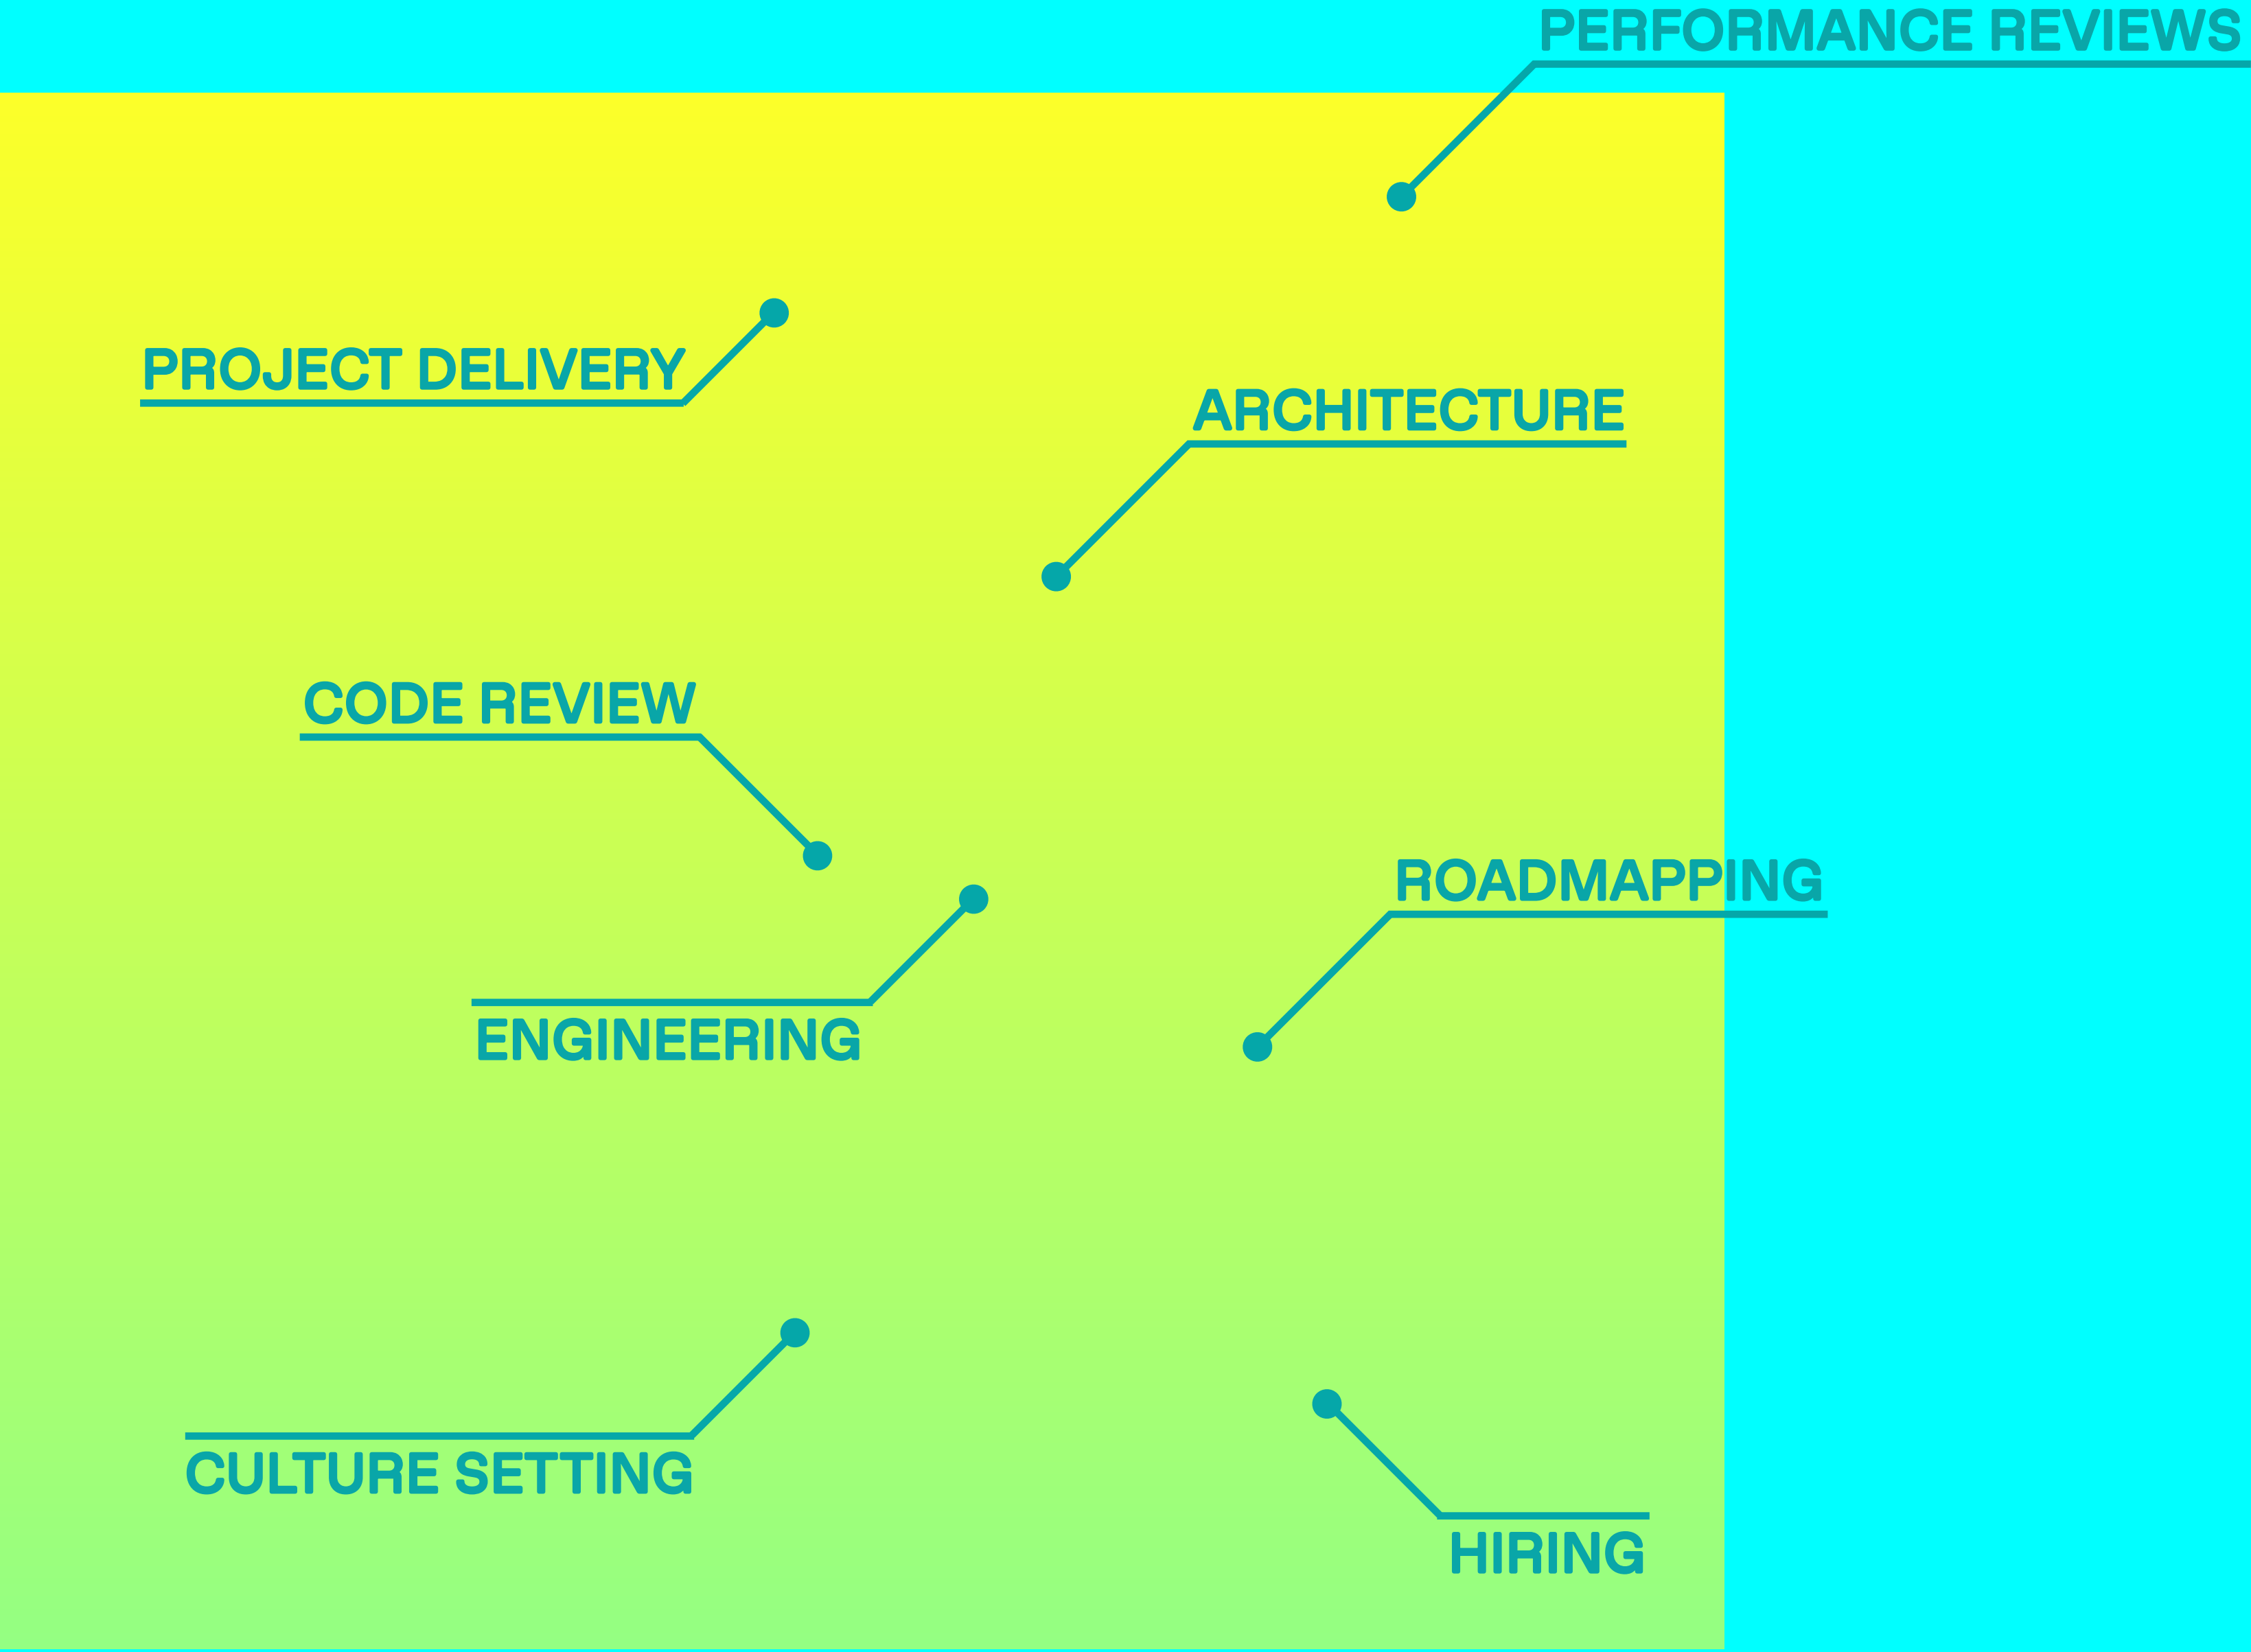 PERFORMANCE REVIEWS
PROJECT DELIVERY
ARCHITECTURE
CODE REVIEW
ROADMAPPING
ENGINEERING
CULTURE SETTING
HIRING